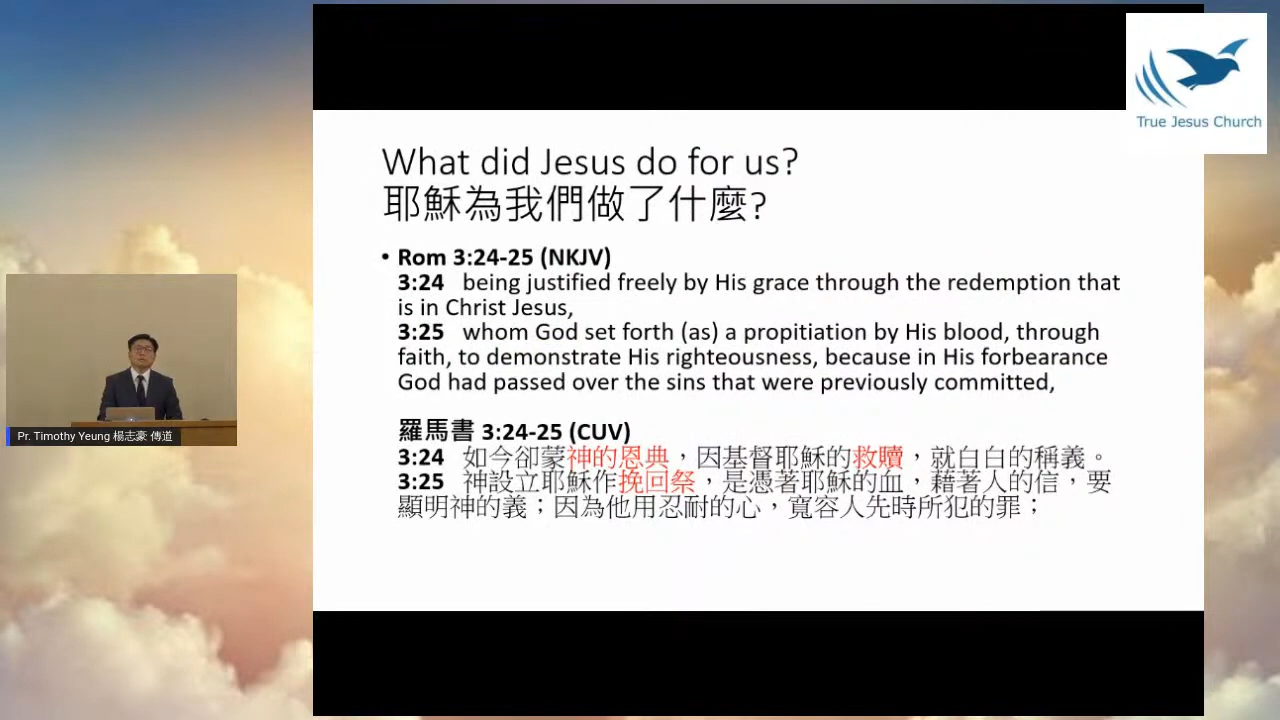 True Jesus Church
What did Jesus do for us?
耶穌為我們做了什麼?
• Rom 3:24-25 (NKJV)
3:24 being justified freely by His grace through the redemption that
is in Christ Jesus,
3:25 whom God set forth (as) a propitiation by His blood, through
faith, to demonstrate His righteousness, because in His forbearance
God had passed over the sins that were previously committed,
羅馬書 3:24-25 (CUV)
3:24 如今卻蒙神的恩典，因基督耶穌的救贖，就白白的稱義。
3:25 神設立耶穌作挽回祭，是憑著耶穌的血，藉著人的信，要
顯明神的義；因為他用忍耐的心，寬容人先時所犯的罪；
Pr. Timothy Yeung 楊志豪 傳道